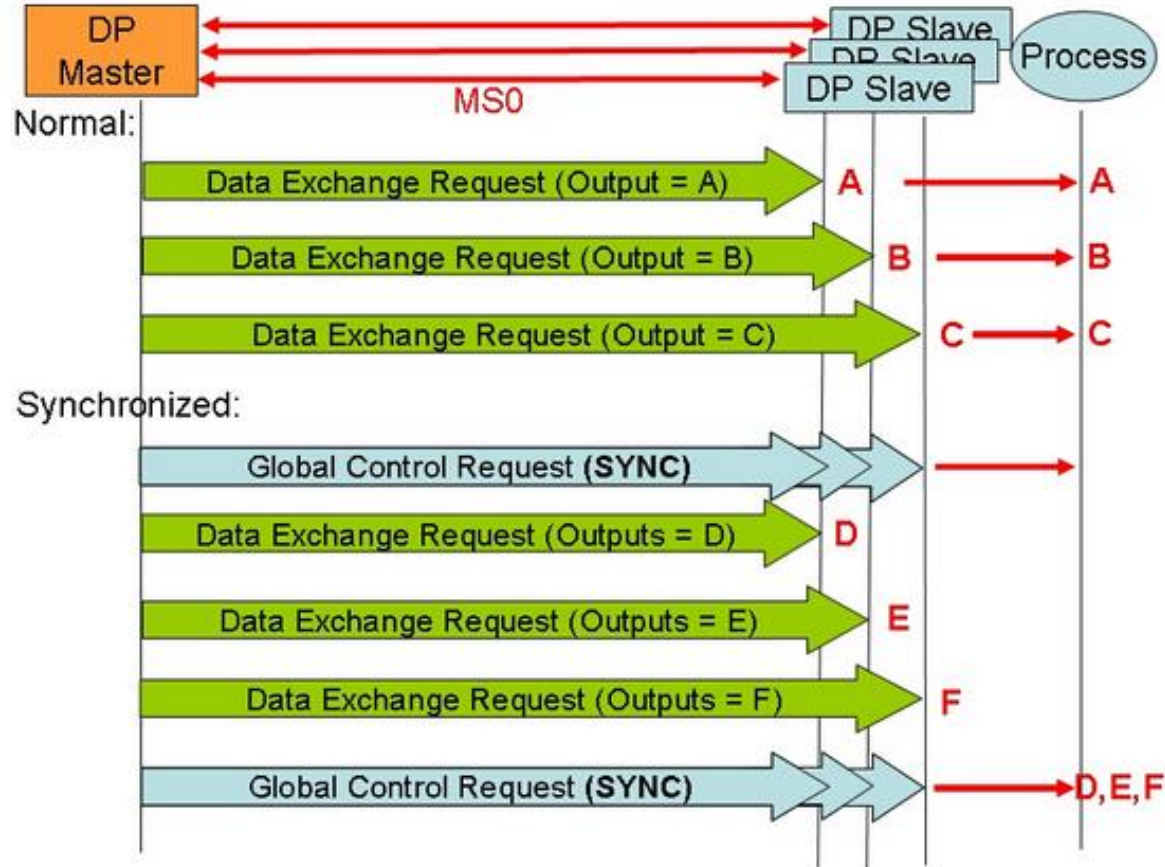 DP
Master
DP Slave
DP Slave
DP Slave
Process
MS0
Normal:
Data Exchange Request (Output = A)
A
A
Data Exchange Request (Output = B)
B
B
Data Exchange Request (Output = C)
C
C
Synchronized:
Global Control Request (SYNC)
Data Exchange Request (Outputs = D)
D
Data Exchange Request (Outputs = E)
E
Data Exchange Request (Outputs = F)
F
Global Control Request (SYNC)
D,E,F